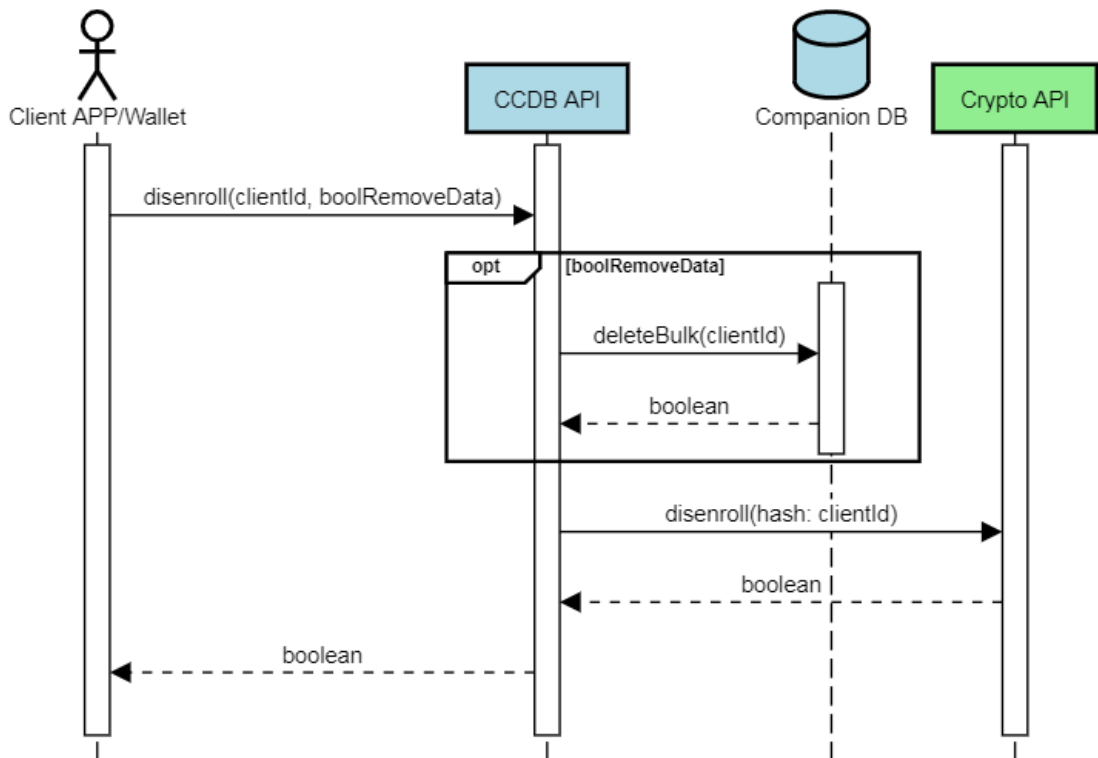 Client APP/Wallet
CCDB API
Companion DB
Crypto API
disenroll(clientId, boolRemoveData)
opt
[boolRemoveData]
deleteBulk(clientId)
boolean
disenroll(hash: clientId)
boolean
boolean